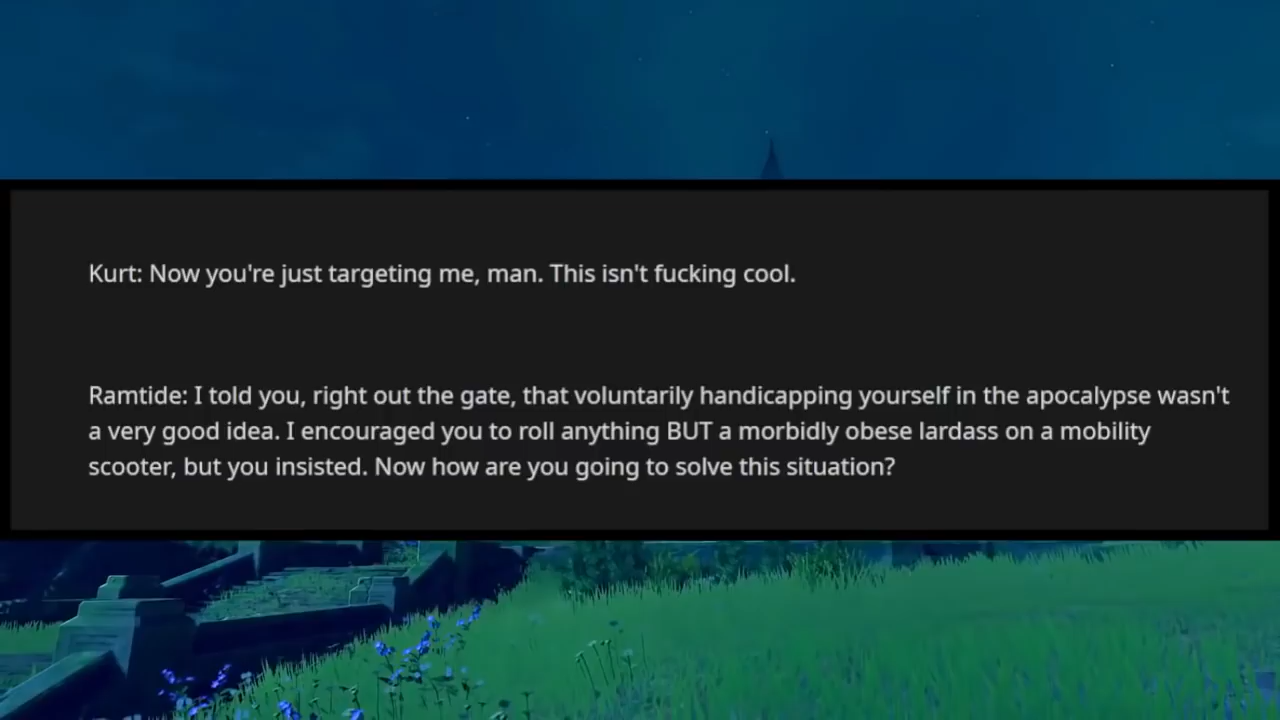 Kurt: Now you're just targeting me, man. This isn't fucking cool.
Ramtide: I told you, right out the gate, that voluntarily handicapping yourself in the apocalypse wasn't
a very good idea. I encouraged you to roll anything BUT a morbidly obese lardass on a mobility
scooter, but you insisted. Now how are you going to solve this situation?